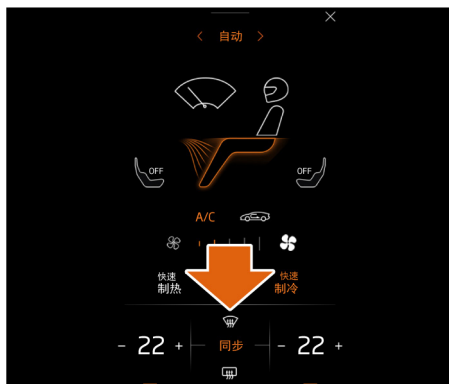 自动
OFF
OFF
A/C
快速
制热
快速
制冷
- 22 +
同步
- 22 +